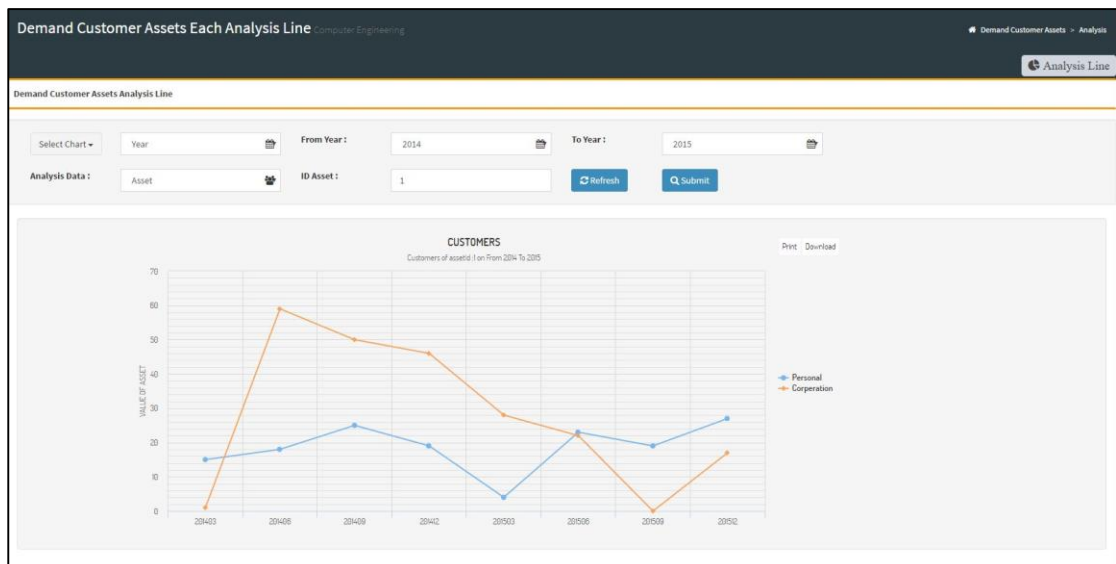 Demand Customer Assets Each Analysis Line Computer Engineering
Demand Customer Assets > Analysis
Analysis Line
Demand Customer Assets Analysis Line
Select Chart Year From Year : 2014 To Year : 2015
Analysis Data : Asset ID Asset : 1 Refresh Submit
CUSTOMERS
Customers of assetId :1 on From 2014 To 2015
Print Download
VALUE OF ASSET
70
60
50
40
30
20
10
0
201403 201406 201409 201412 201503 201506 201509 201512
Personal
Corperation